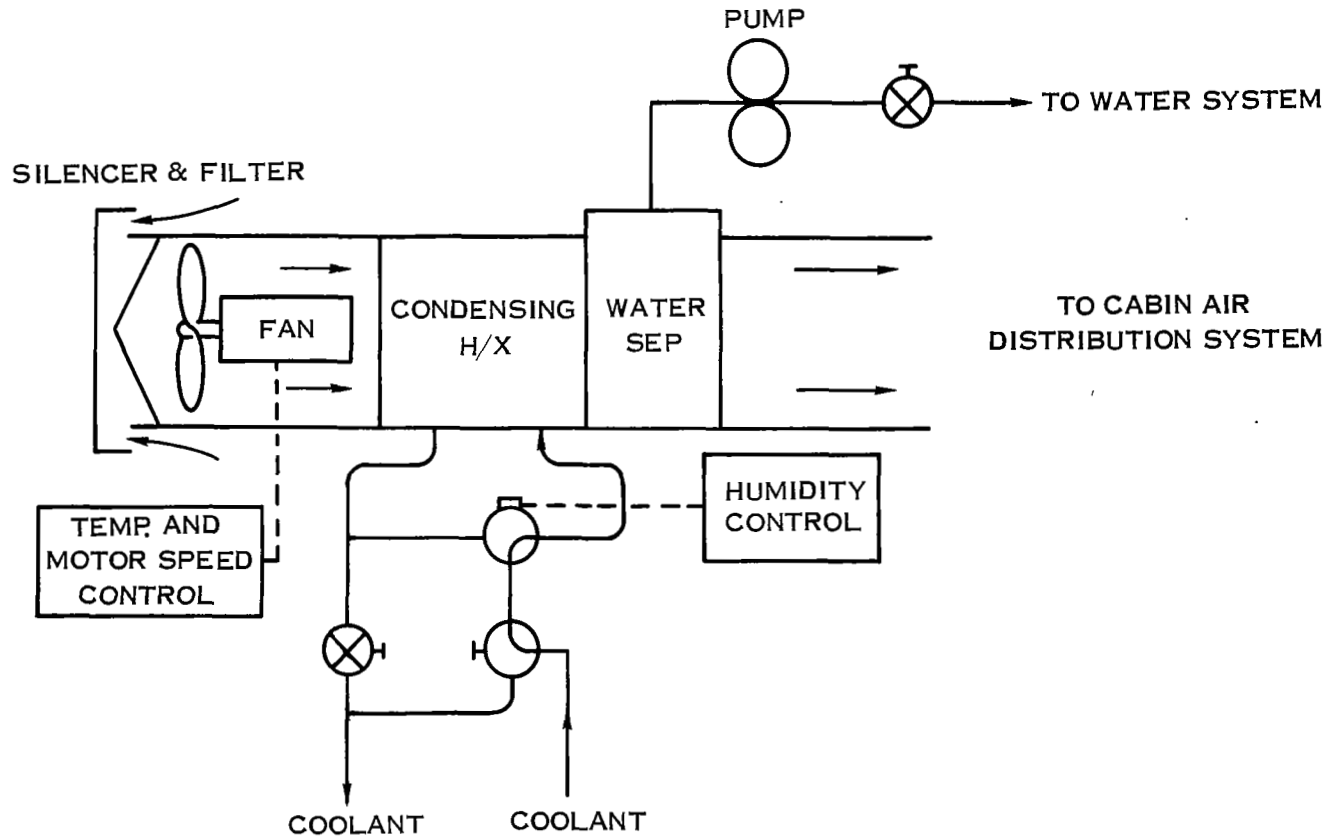 PUMP
TO WATER SYSTEM
SILENCER & FILTER
FAN
CONDENSING
H/X
WATER
SEP
TO CABIN AIR
DISTRIBUTION SYSTEM
TEMP. AND
MOTOR SPEED
CONTROL
HUMIDITY
CONTROL
COOLANT
COOLANT